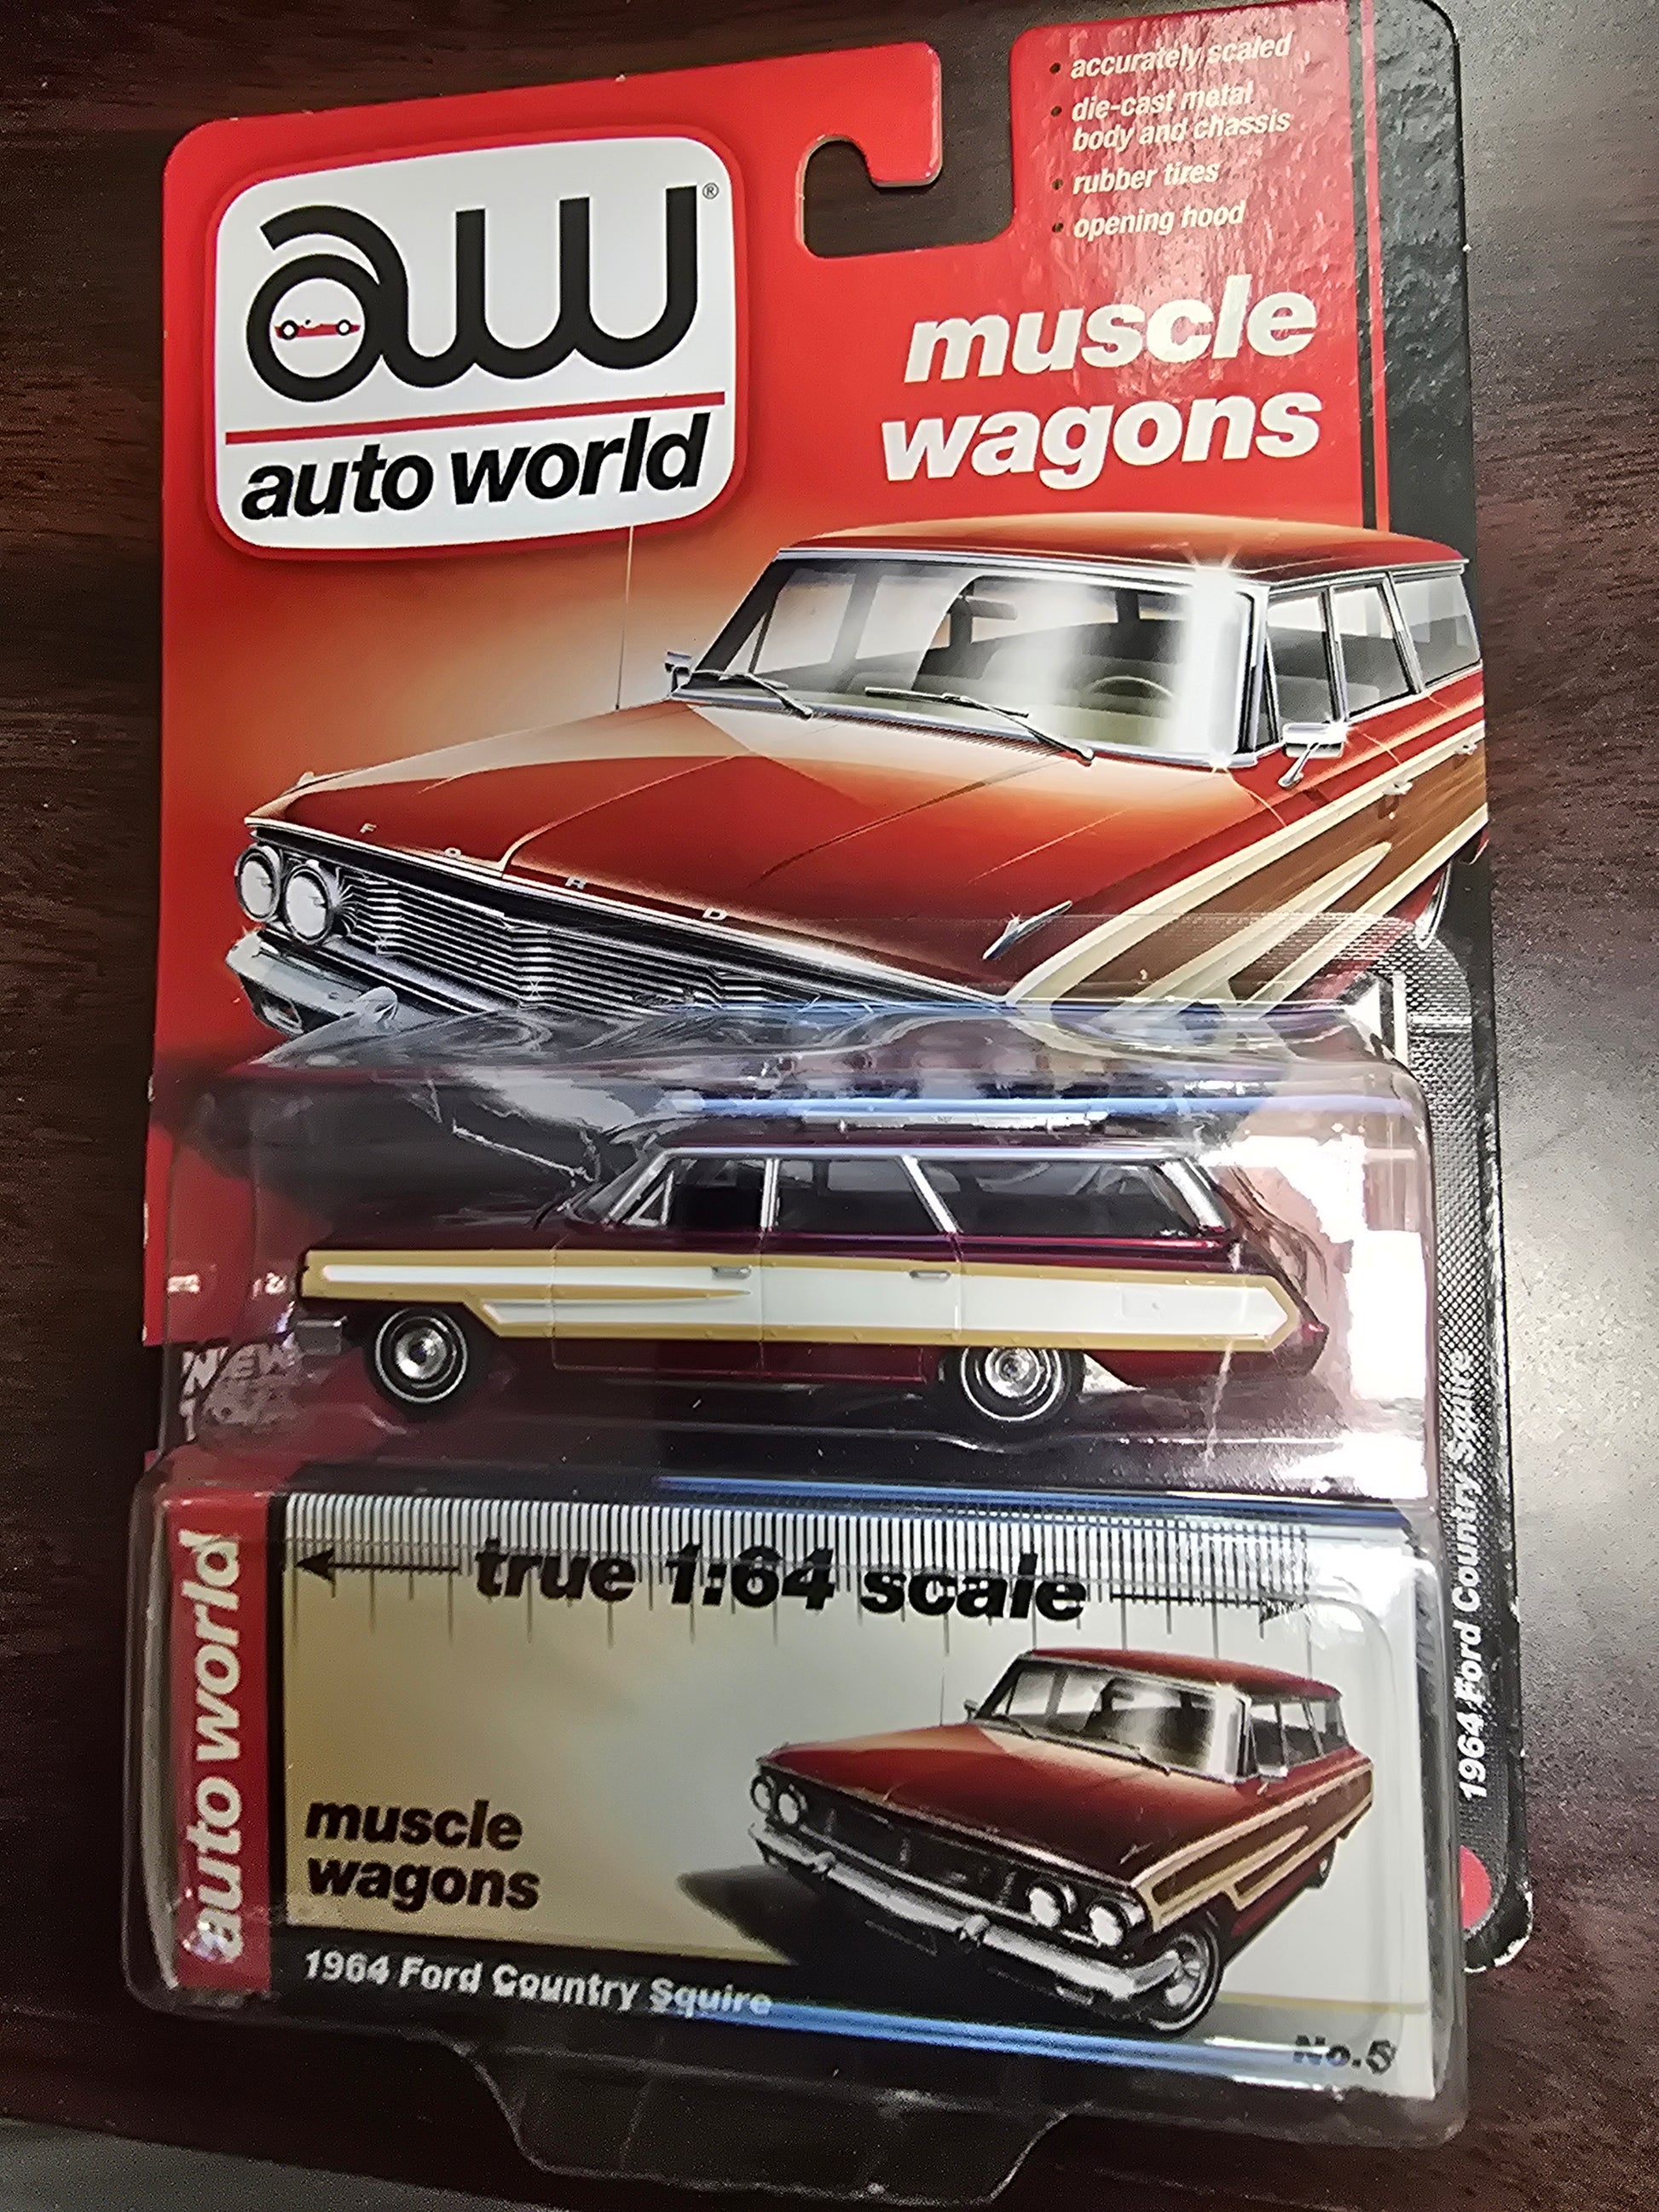 • accurately scaled
• die-cast metal
body and chassis
• rubber tires
• opening hood
aw®
auto world
muscle
wagons
F O R D
NEW
1964 Ford Country Squire
auto world
true 1:64 scale
muscle
wagons
1964 Ford Country Squire
No.5